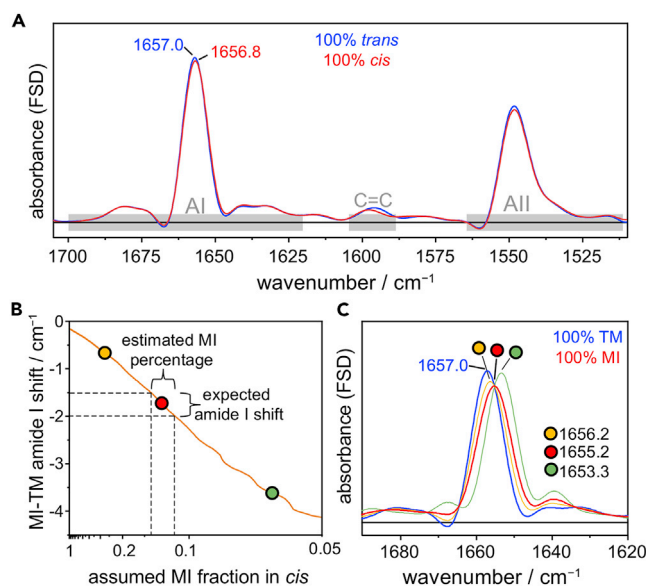 A
1657.0
1656.8
100% trans
100% cis
absorbance (FSD)
AI
C=C
AII
1700 1675 1650 1625 1600 1575 1550 1525
wavenumber / cm⁻¹
B
MI-TM amide I shift / cm⁻¹
0
-1
-2
-3
-4
estimated MI
percentage
expected
amide I shift
1 0.2 0.1 0.05
assumed MI fraction in cis
C
absorbance (FSD)
100% TM
100% MI
1657.0
1656.2
1655.2
1653.3
1680 1660 1640 1620
wavenumber / cm⁻¹